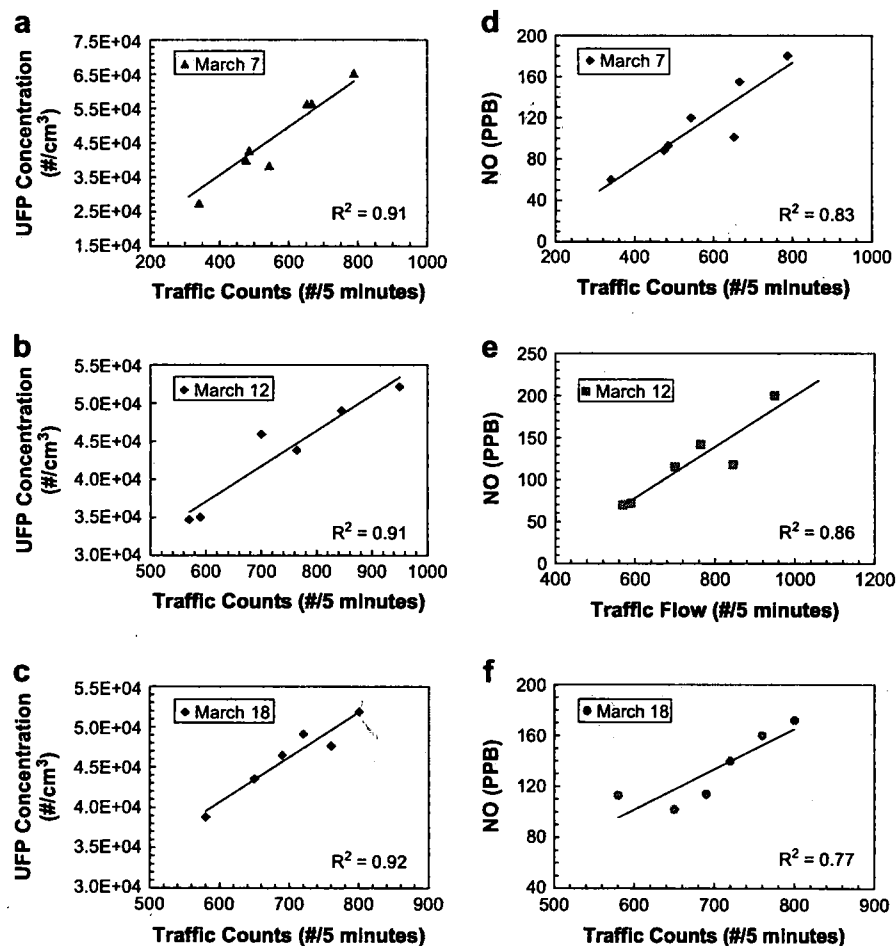 a
UFP Concentration
(#/cm³)
7.5E+04
6.5E+04
5.5E+04
4.5E+04
3.5E+04
2.5E+04
1.5E+04
March 7
R² = 0.91
200 400 600 800 1000
Traffic Counts (#/5 minutes)
d
NO (PPB)
200
160
120
80
40
0
March 7
R² = 0.83
200 400 600 800 1000
Traffic Counts (#/5 minutes)
b
UFP Concentration
(#/cm³)
5.5E+04
5.0E+04
4.5E+04
4.0E+04
3.5E+04
3.0E+04
March 12
R² = 0.91
500 600 700 800 900 1000
Traffic Counts (#/5 minutes)
e
NO (PPB)
250
200
150
100
50
0
March 12
R² = 0.86
400 600 800 1000 1200
Traffic Flow (#/5 minutes)
c
UFP Concentration
(#/cm³)
5.5E+04
5.0E+04
4.5E+04
4.0E+04
3.5E+04
3.0E+04
March 18
R² = 0.92
500 600 700 800 900
Traffic Counts (#/5 minutes)
f
NO (PPB)
200
160
120
80
40
March 18
R² = 0.77
500 600 700 800 900
Traffic Counts (#/5 minutes)